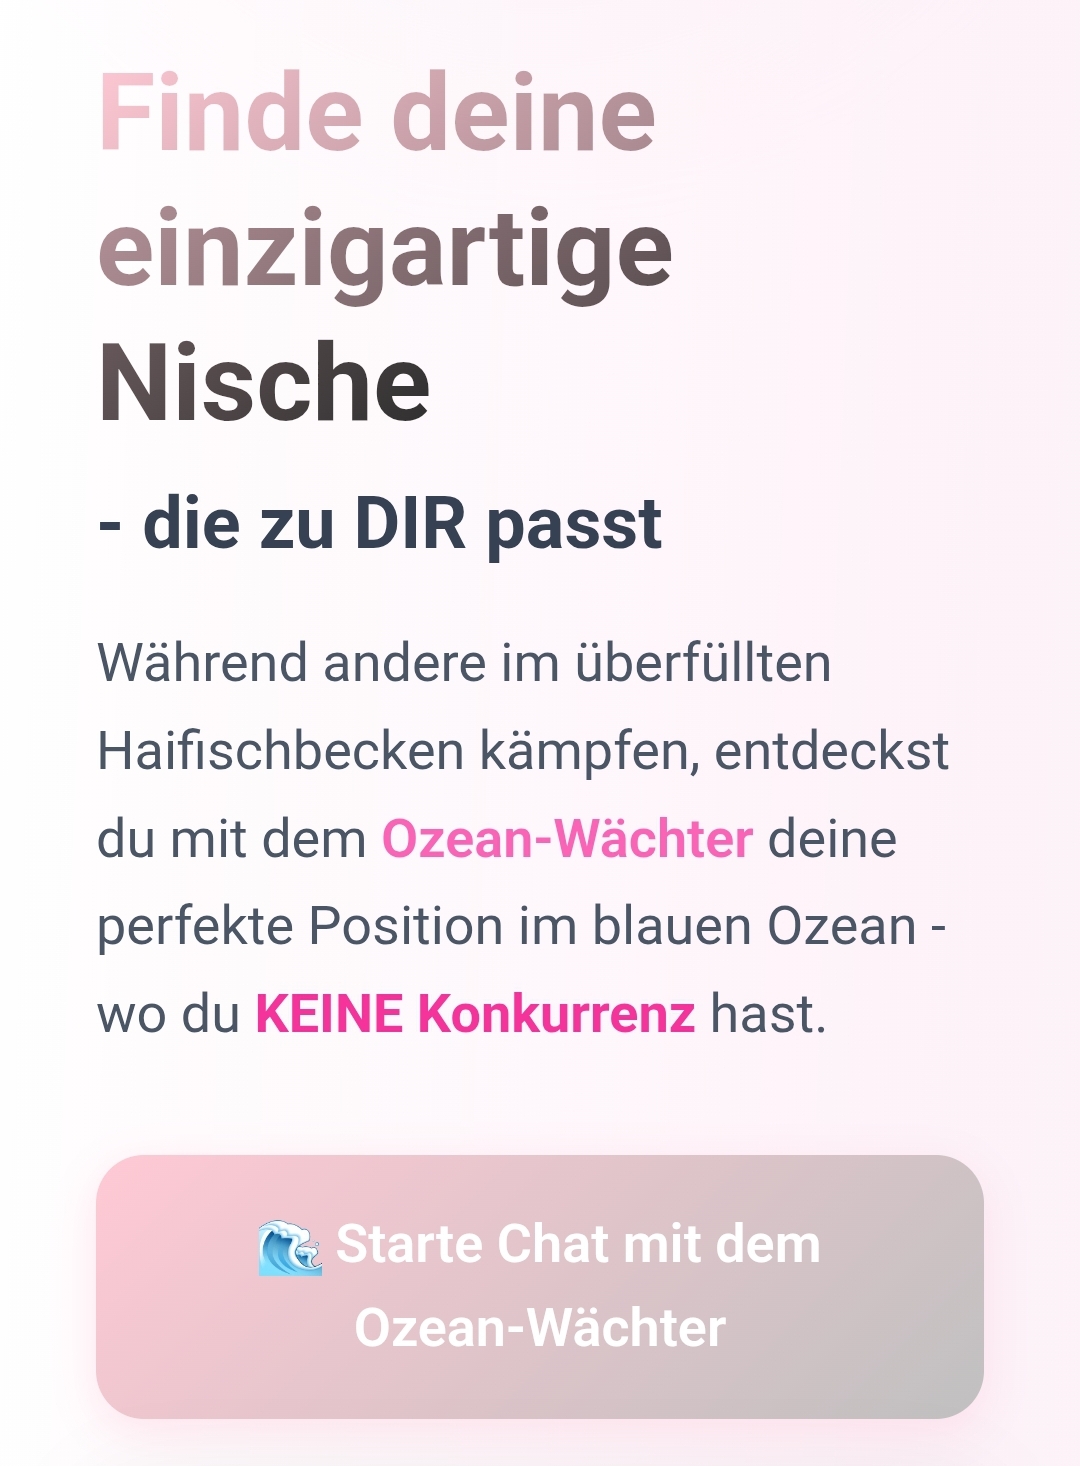 Finde deine
einzigartige
Nische
- die zu DIR passt
Während andere im überfüllten
Haifischbecken kämpfen, entdeckst
du mit dem Ozean-Wächter deine
perfekte Position im blauen Ozean -
wo du KEINE Konkurrenz hast.
🌊 Starte Chat mit dem
Ozean-Wächter